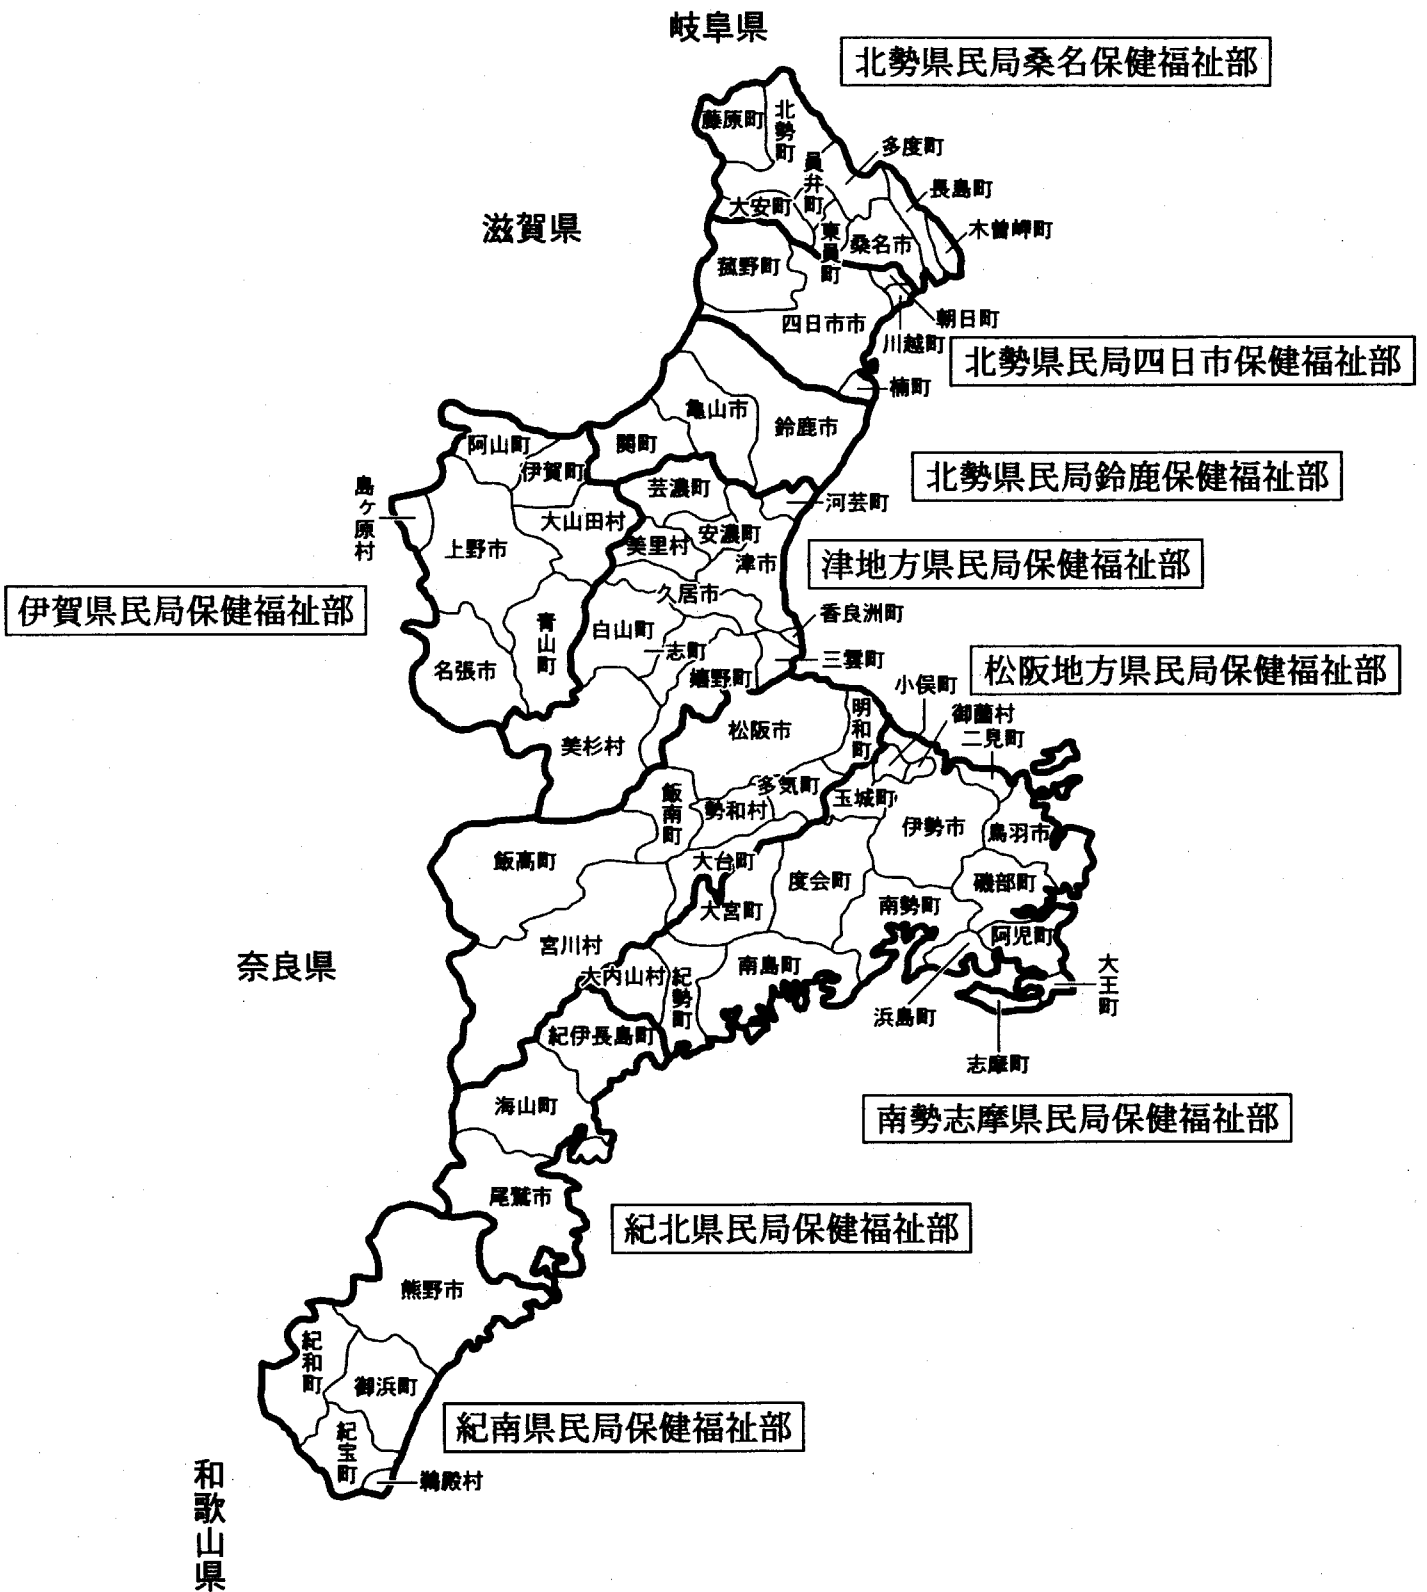 岐阜県
北勢県民局桑名保健福祉部
藤原町
北勢町
員弁町
多度町
長島町
大安町
東員町
桑名市
木曽岬町
滋賀県
菰野町
四日市市
朝日町
川越町
北勢県民局四日市保健福祉部
楠町
亀山市
鈴鹿市
関町
阿山町
伊賀町
北勢県民局鈴鹿保健福祉部
島ヶ原村
芸濃町
河芸町
大山田村
上野市
安濃町
美里村
津市
津地方県民局保健福祉部
伊賀県民局保健福祉部
久居市
香良洲町
青山町
白山町
志町
三雲町
名張市
嬉野町
松阪地方県民局保健福祉部
小俣町
御薗村
二見町
明和町
松阪市
美杉村
多気町
玉城町
飯南町
勢和村
伊勢市
鳥羽市
飯高町
大台町
度会町
磯部町
大宮町
南勢町
宮川村
阿児町
奈良県
大内山村
紀勢町
南島町
大王町
浜島町
紀伊長島町
志摩町
海山町
南勢志摩県民局保健福祉部
尾鷲市
紀北県民局保健福祉部
熊野市
紀和町
御浜町
紀南県民局保健福祉部
紀宝町
鵜殿村
和歌山県